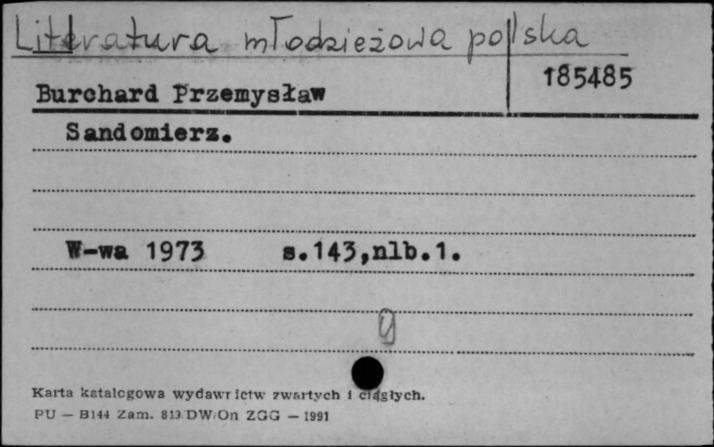 Literatura młodzieżowa polska
185485
Burchard Przemysław
Sandomierz.
W-wa 1973 s.143,nlb.1.
Karta katalogowa wydawnictw zwartych i ciągłych.
PU — B144 Zam. 813/DW/On ZGG — 1991